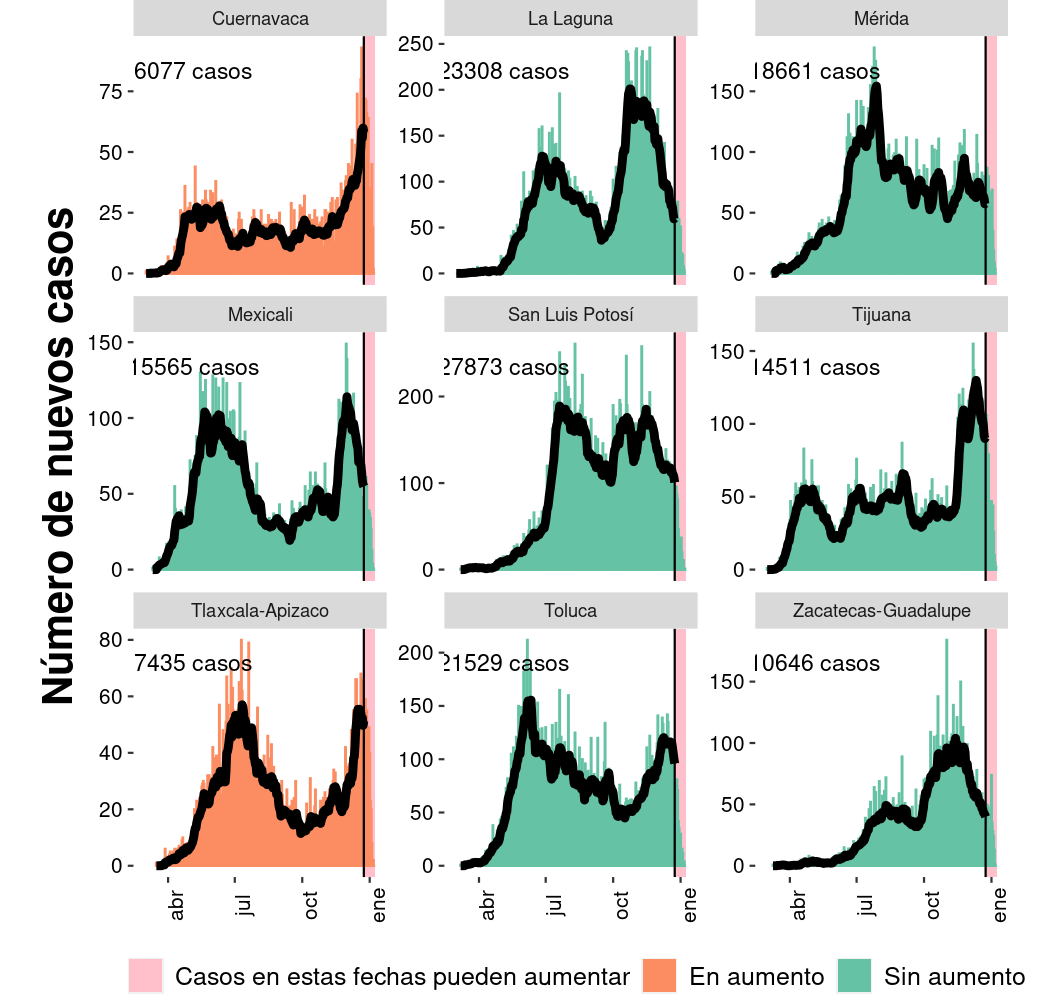 Número de nuevos casos
Cuernavaca
La Laguna
Mérida
6077 casos
23308 casos
18661 casos
75
50
25
0
250
200
150
100
50
0
150
100
50
0
Mexicali
San Luis Potosí
Tijuana
15565 casos
27873 casos
14511 casos
150
100
50
0
200
100
0
150
100
50
0
Tlaxcala-Apizaco
Toluca
Zacatecas-Guadalupe
7435 casos
21529 casos
10646 casos
80
60
40
20
0
200
150
100
50
0
150
100
50
0
abr jul oct ene
abr jul oct ene
abr jul oct ene
Casos en estas fechas pueden aumentar En aumento Sin aumento